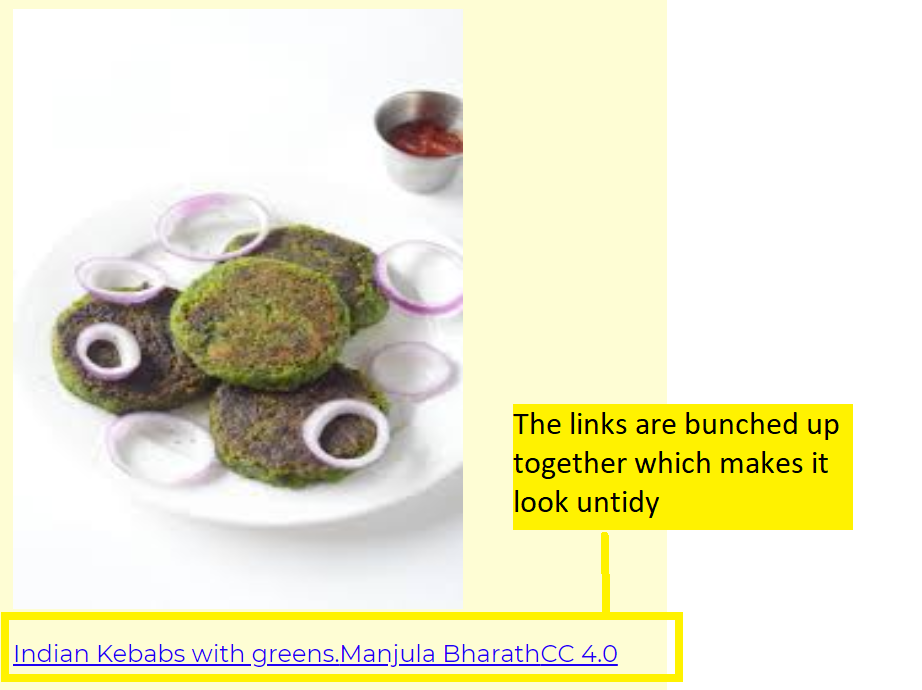 The links are bunched up
together which makes it
look untidy
Indian Kebabs with greens.Manjula BharathCC 4.0